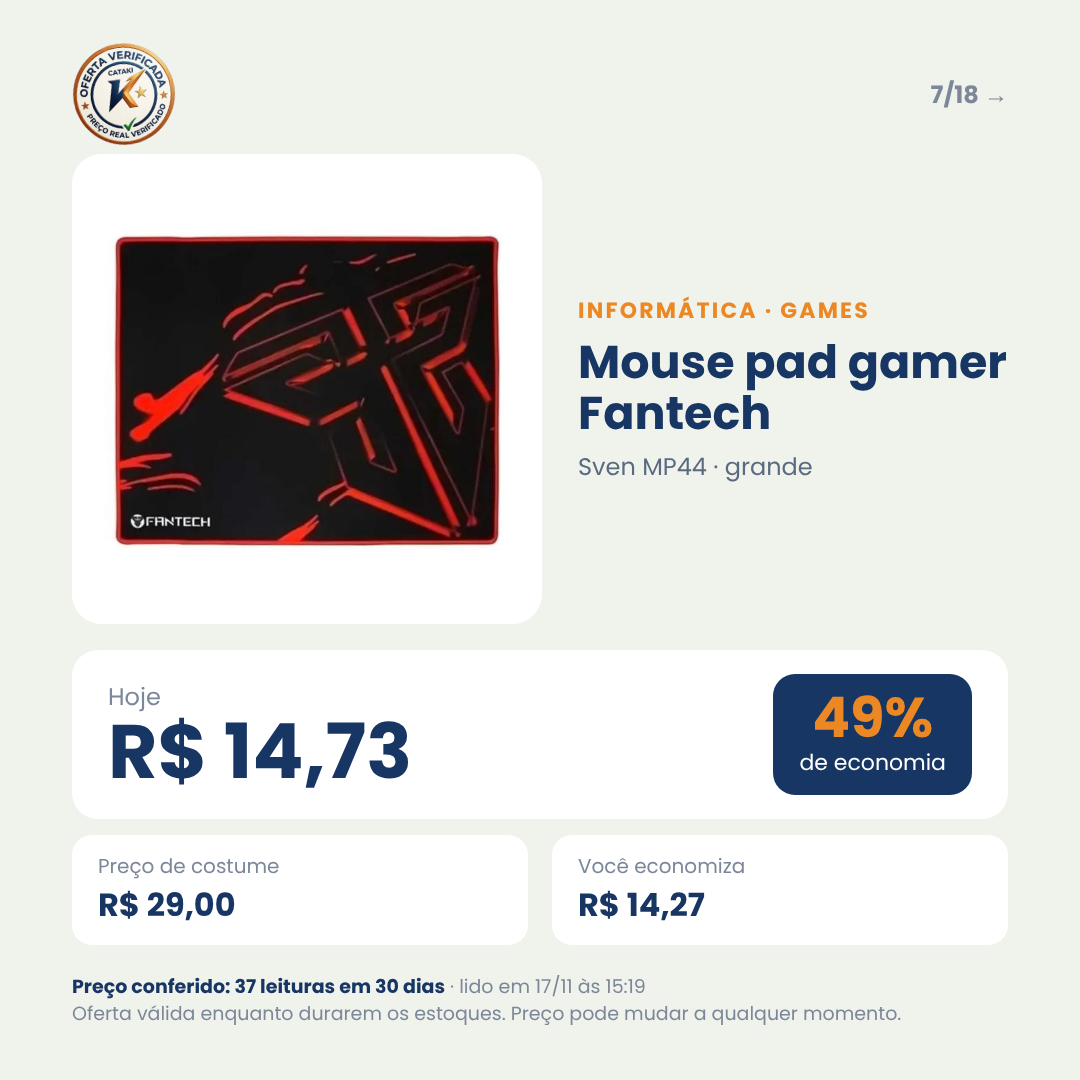 OFERTA VERIFICADA
CATAKI
K
PREÇO REAL VERIFICADO
7/18 →
FANTECH
INFORMÁTICA · GAMES
Mouse pad gamer
Fantech
Sven MP44 · grande
Hoje
R$ 14,73
49%
de economia
Preço de costume
R$ 29,00
Você economiza
R$ 14,27
Preço conferido: 37 leituras em 30 dias · lido em 17/11 às 15:19
Oferta válida enquanto durarem os estoques. Preço pode mudar a qualquer momento.